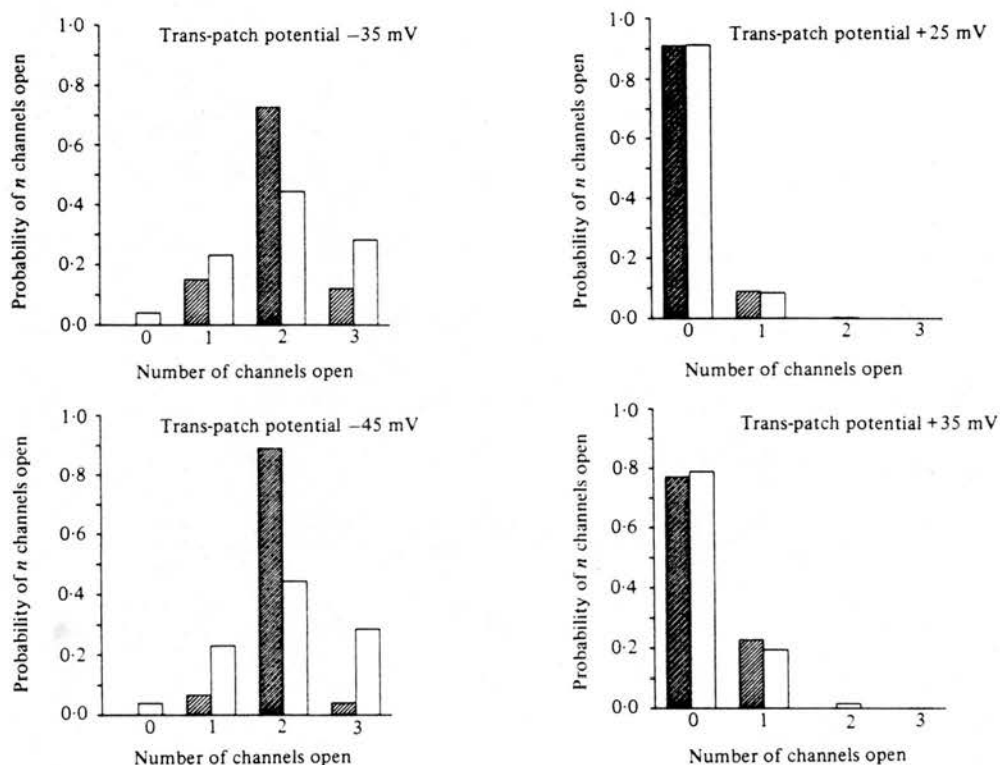 Trans-patch potential −35 mV
Probability of n channels open
1·0
0·8
0·6
0·4
0·2
0·0
0 1 2 3
Number of channels open
Trans-patch potential +25 mV
Probability of n channels open
1·0
0·8
0·6
0·4
0·2
0·0
0 1 2 3
Number of channels open
Trans-patch potential −45 mV
Probability of n channels open
1·0
0·8
0·6
0·4
0·2
0·0
0 1 2 3
Number of channels open
Trans-patch potential +35 mV
Probability of n channels open
1·0
0·8
0·6
0·4
0·2
0·0
0 1 2 3
Number of channels open